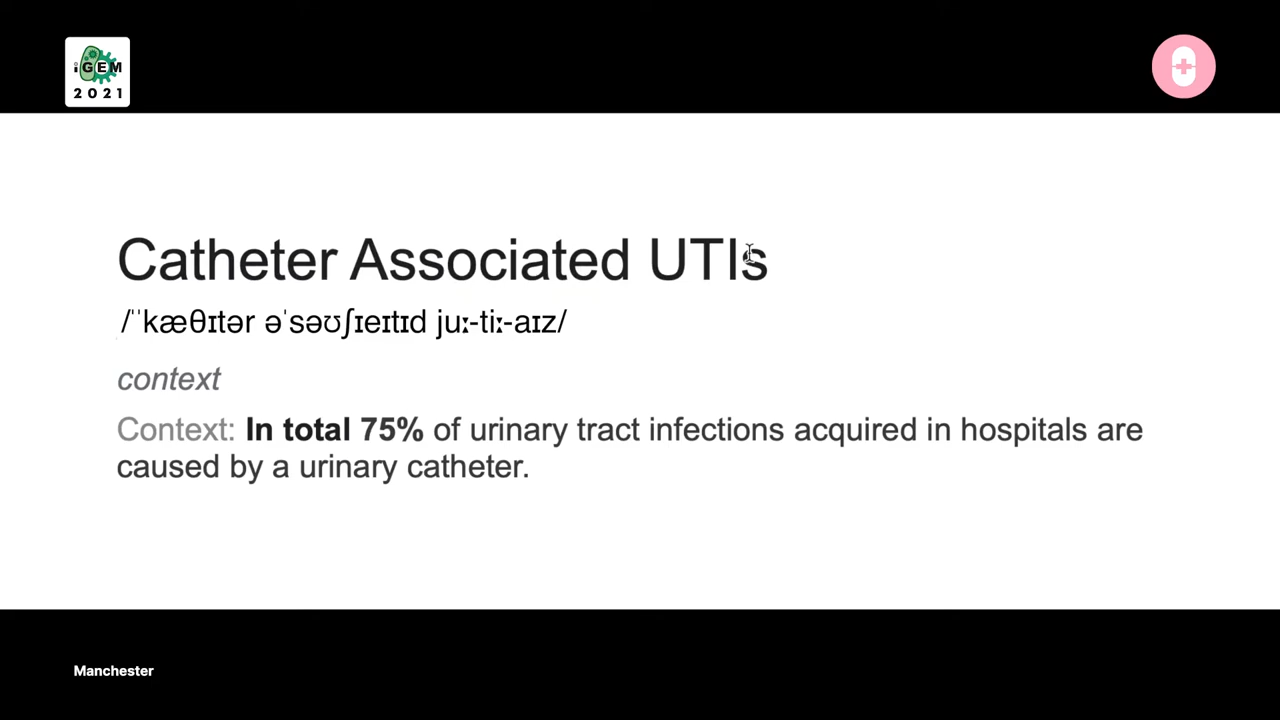 iGEM
2021
Catheter Associated UTIs
/ˈˈkæθɪtər əˈsəʊʃɪeɪtɪd juː-tiː-aɪz/
context
Context: In total 75% of urinary tract infections acquired in hospitals are
caused by a urinary catheter.
Manchester